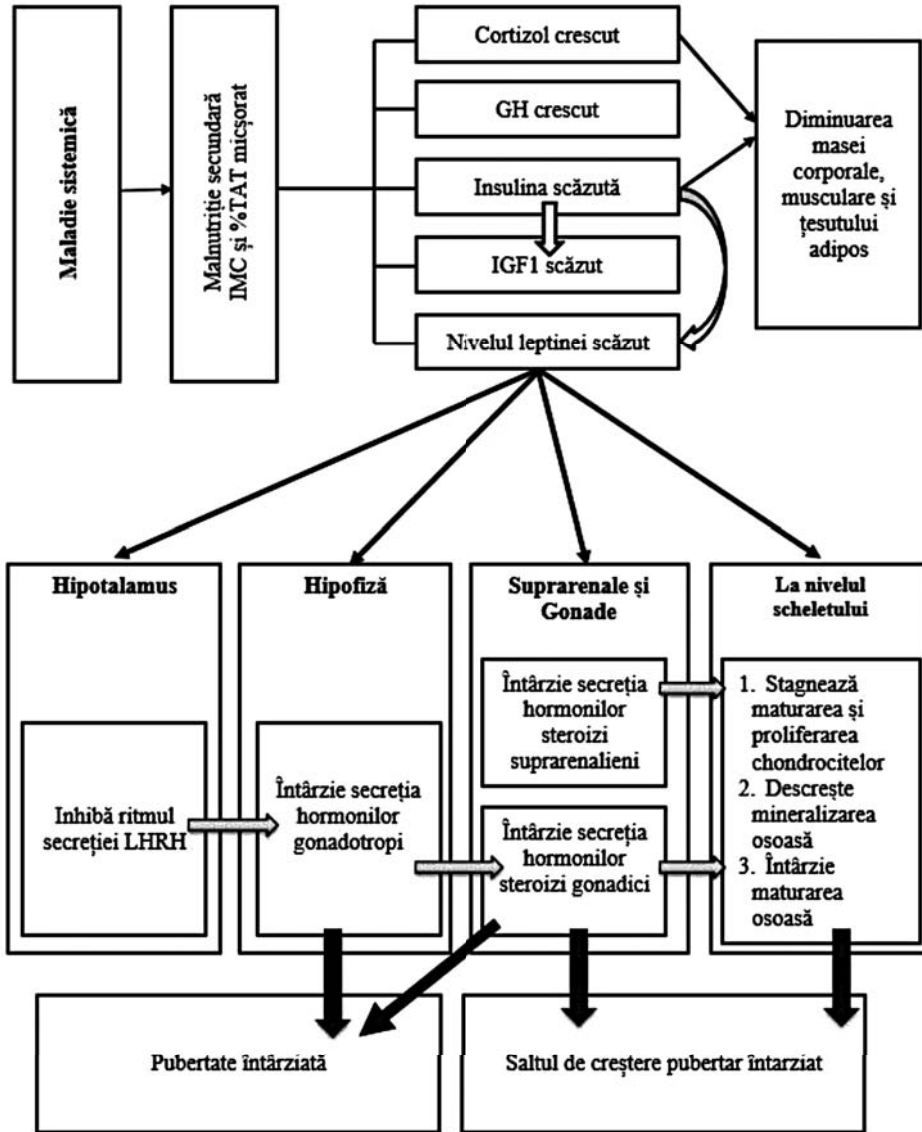 Maladie sistemică
Malnutriție secundară
IMC și %TAT micșorat
Cortizol crescut
GH crescut
Insulina scăzută
IGF1 scăzut
Nivelul leptinei scăzut
Diminuarea
masei
corporale,
musculare și
țesutului
adipos
Hipotalamus
Inhibă ritmul
secreției LHRH
Hipofiză
Întârzie secreția
hormonilor
gonadotropi
Suprarenale și
Gonade
Întârzie secreția
hormonilor
steroizi
suprarenalieni
Întârzie secreția
hormonilor
steroizi gonadici
La nivelul
scheletului
1. Stagnează
maturarea și
proliferarea
chondrocitelor
2. Descrește
mineralizarea
osoasă
3. Întârzie
maturarea
osoasă
Pubertate întârziată
Saltul de creștere pubertar întarziat